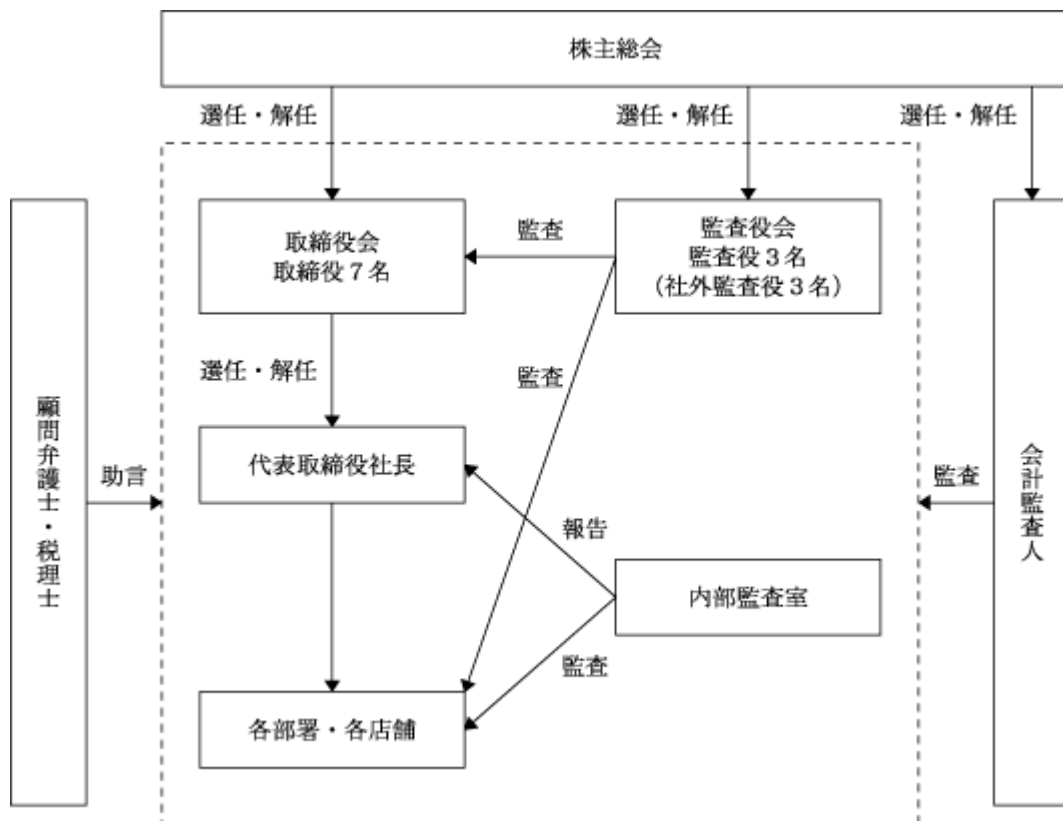 株主総会
選任・解任
選任・解任
選任・解任
取締役会
取締役7名
監査
監査役会
監査役3名
（社外監査役3名）
選任・解任
監査
顧問弁護士・税理士
助言
代表取締役社長
監査
会計監査人
報告
内部監査室
監査
各部署・各店舗